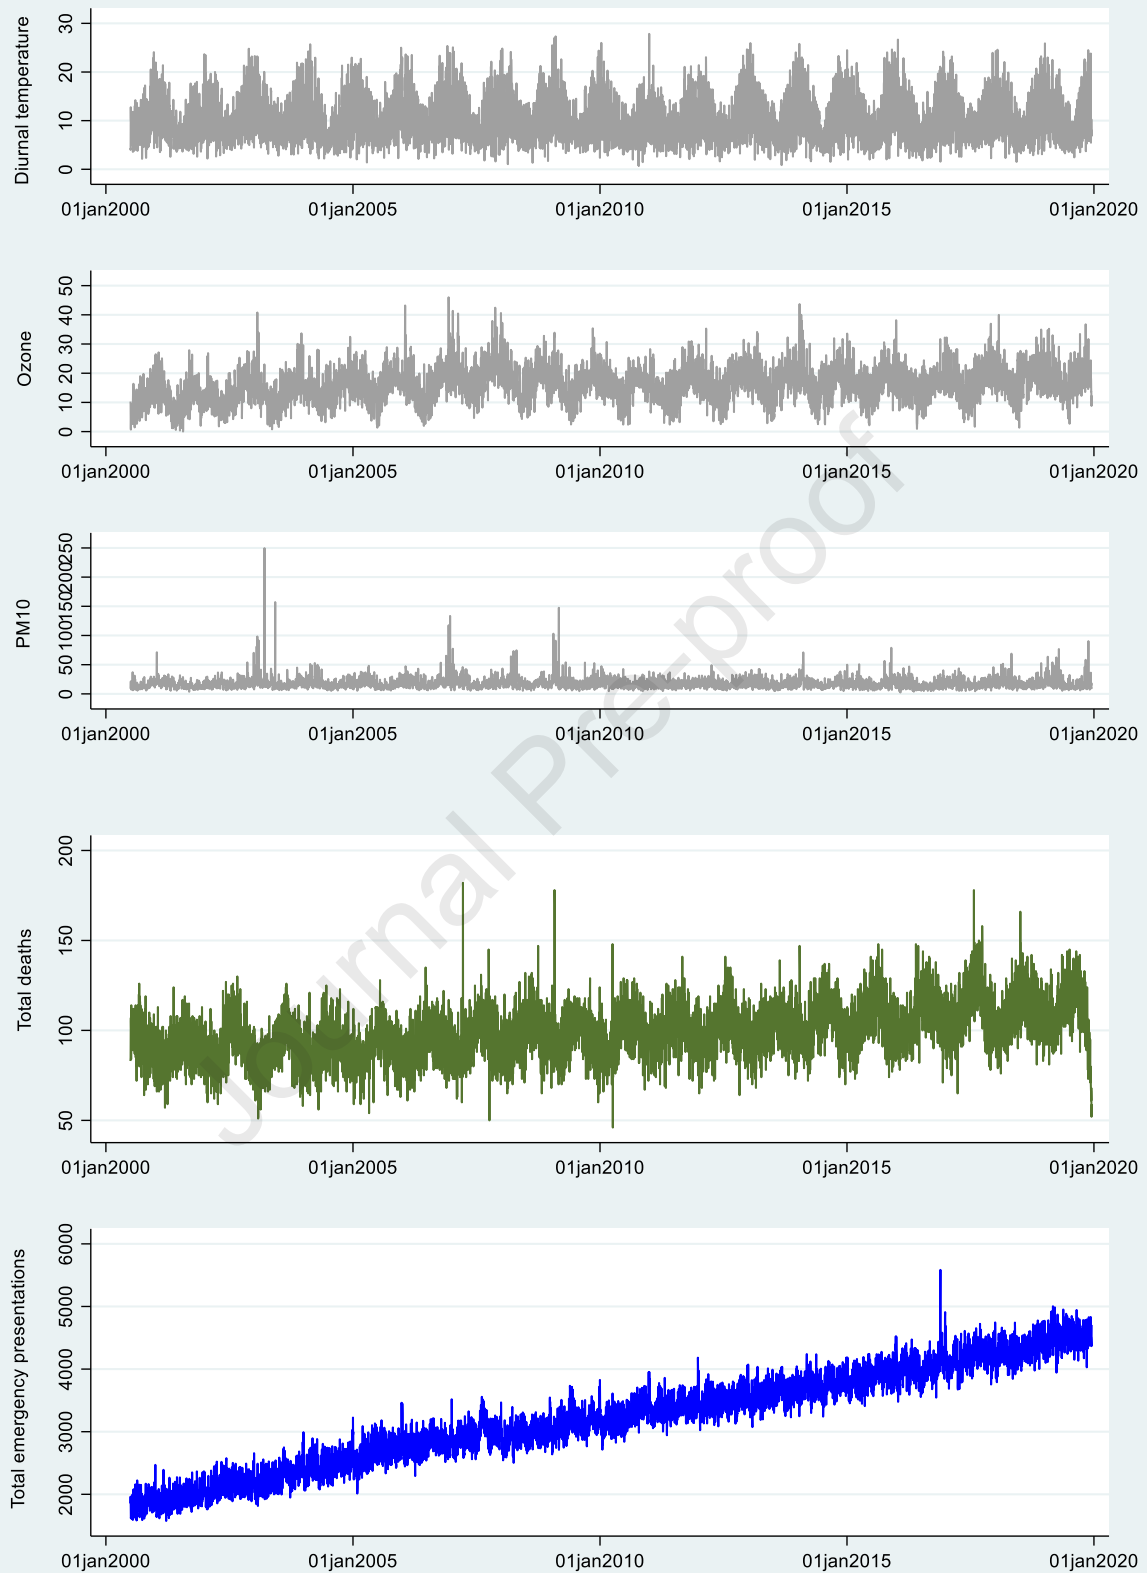 Diurnal temperature
30
20
10
0
01jan2000 01jan2005 01jan2010 01jan2015 01jan2020
Ozone
50
40
30
20
10
0
01jan2000 01jan2005 01jan2010 01jan2015 01jan2020
PM10
250
200
150
100
50
0
01jan2000 01jan2005 01jan2010 01jan2015 01jan2020
Journal Pre-proof
Total deaths
200
150
100
50
01jan2000 01jan2005 01jan2010 01jan2015 01jan2020
Total emergency presentations
6000
5000
4000
3000
2000
01jan2000 01jan2005 01jan2010 01jan2015 01jan2020